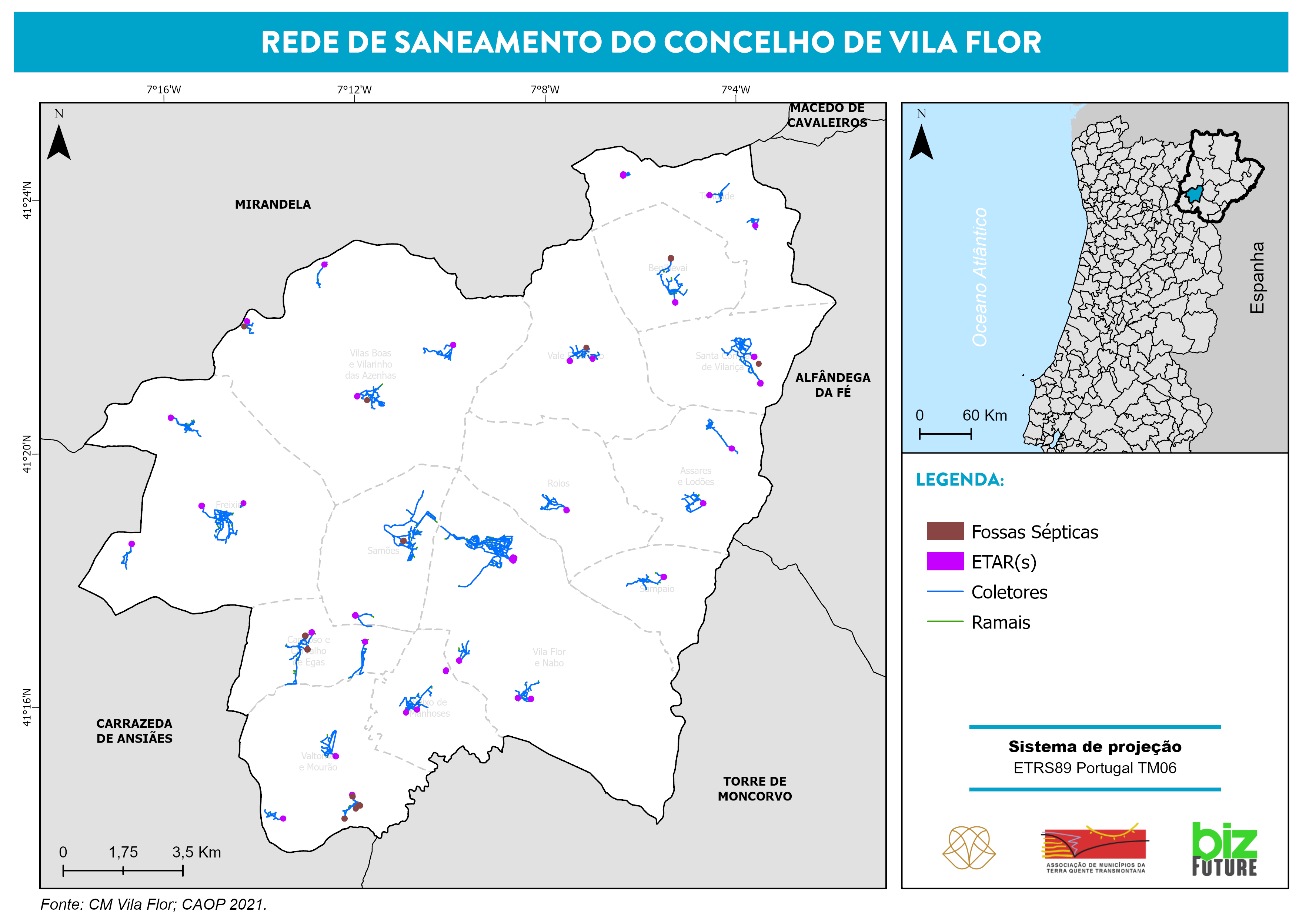 REDE DE SANEAMENTO DO CONCELHO DE VILA FLOR
7°16'W
7°12'W
7°8'W
7°4'W
41°24'N
41°20'N
41°16'N
N
MACEDO DE
CAVALEIROS
MIRANDELA
ALFÂNDEGA
DA FÉ
Vilas Boas
e Vilarinho
das Azenhas
Santa
de Vilariça
Assares
e Lodões
Roios
Samões
Sampaio
Vila Flor
e Nabo
e Mourão
CARRAZEDA
DE ANSIÃES
TORRE DE
MONCORVO
0 1,75 3,5 Km
Fonte: CM Vila Flor; CAOP 2021.
N
Oceano Atlântico
Espanha
0 60 Km
LEGENDA:
Fossas Sépticas
ETAR(s)
Coletores
Ramais
Sistema de projeção
ETRS89 Portugal TM06
ASSOCIAÇÃO DE MUNICÍPIOS DA
TERRA QUENTE TRANSMONTANA
biz
FUTURE